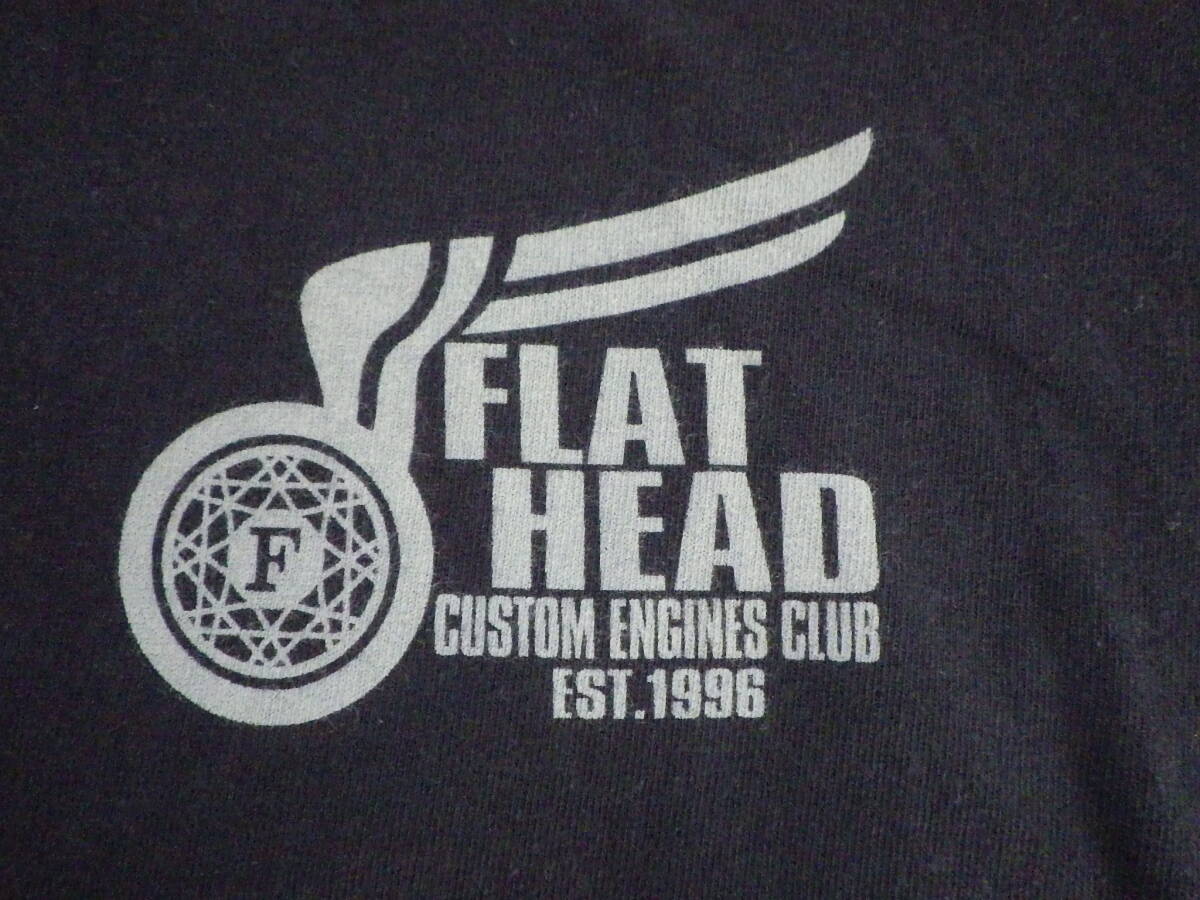 F
FLAT
HEAD
CUSTOM ENGINES CLUB
EST.1996